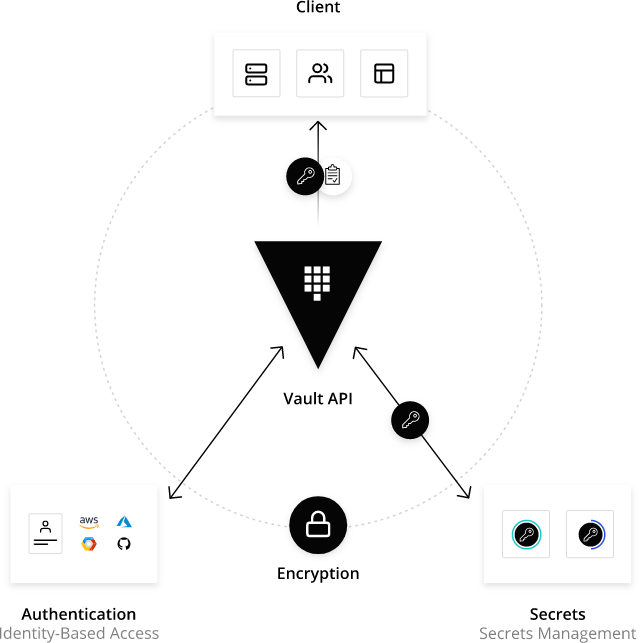 Client
Vault API
aws
Encryption
Authentication
Identity-Based Access
Secrets
Secrets Management